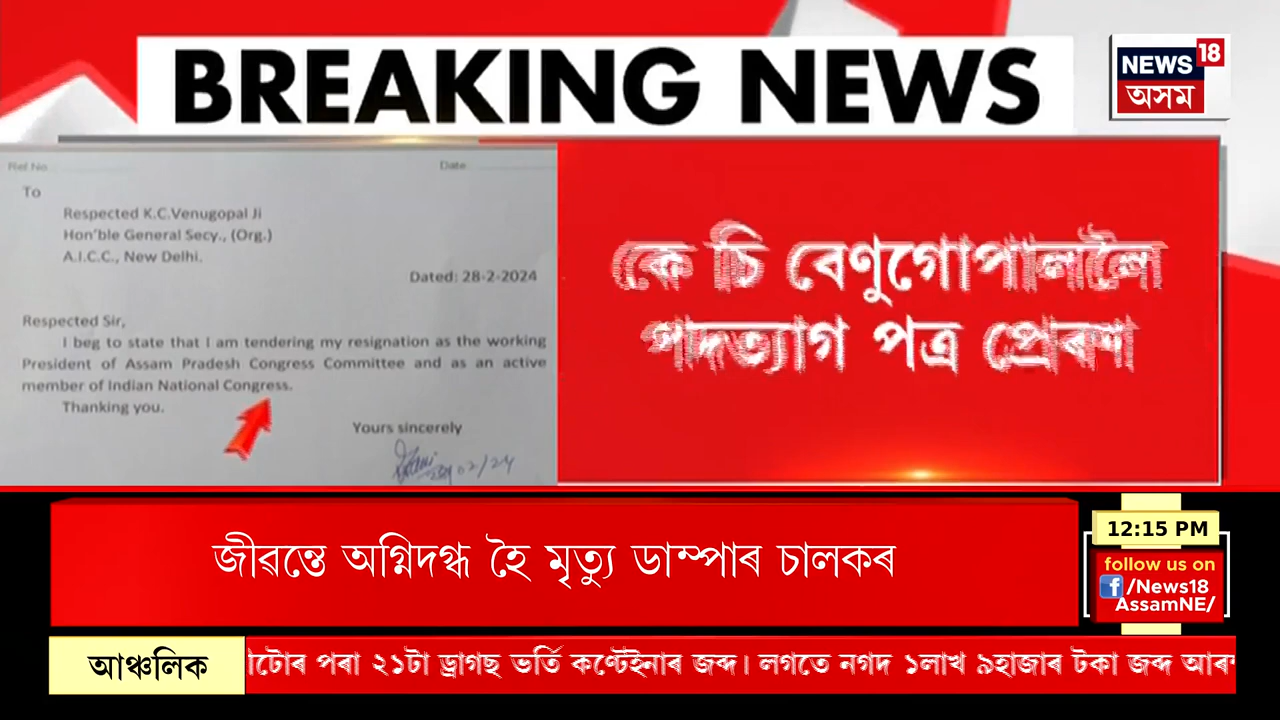 BREAKING NEWS
NEWS 18
অসম
Ref No
Date
To
Respected K.C.Venugopal Ji
Hon'ble General Secy., (Org.)
A.I.C.C., New Delhi.
Dated: 28-2-2024
Respected Sir,
I beg to state that I am tendering my resignation as the working
President of Assam Pradesh Congress Committee and as an active
member of Indian National Congress.
Thanking you.
Yours sincerely
কে চি বেণুগোপাললৈ
পদত্যাগ পত্ৰ প্ৰেৰণ
জীৱন্তে অগ্নিদগ্ধ হৈ মৃত্যু ডাম্পাৰ চালকৰ
12:15 PM
follow us on
f/News18
AssamNE/
আঞ্চলিক
পৰা ২১টা ড্ৰাগছ ভৰ্তি কণ্টেইনাৰ জব্দ। লগতে নগদ ১লাখ ৯হাজাৰ টকা জব্দ